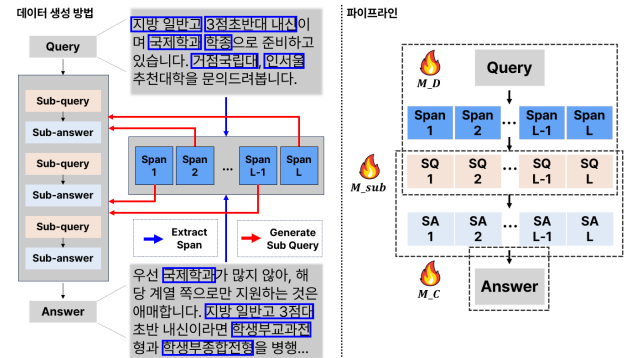 데이터 생성 방법
Query
Sub-query
Sub-answer
Sub-query
Sub-answer
Sub-query
Sub-answer
Answer
지방 일반고 3점초반대 내신이
며 국제학과 학종으로 준비하고
있습니다. 거점국립대, 인서울
추천대학을 문의드려봅니다.
Span 1
Span 2
...
Span L-1
Span L
Extract Span
Generate Sub Query
우선 국제학과가 많지 않아, 해
당 계열 쪽으로만 지원하는 것은
애매합니다. 지방 일반고 3점대
초반 내신이라면 학생부교과전
형과 학생부종합전형을 병행...
파이프라인
M_D
Query
Span 1
Span 2
...
Span L-1
Span L
M_sub
SQ 1
SQ 2
...
SQ L-1
SQ L
SA 1
SA 2
...
SA L-1
SA L
M_C
Answer